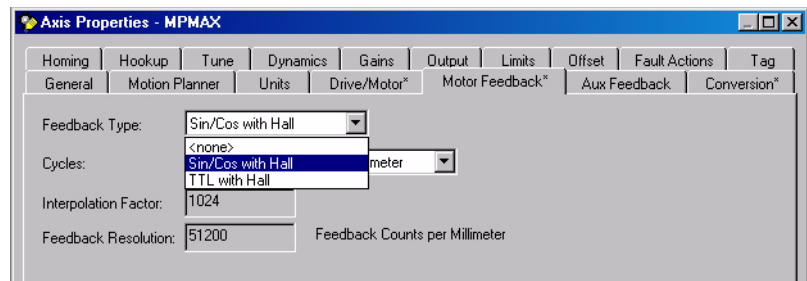 Axis Properties - MPMAX
Homing Hookup Tune Dynamics Gains Output Limits Offset Fault Actions Tag
General Motion Planner Units Drive/Motor* Motor Feedback* Aux Feedback Conversion*
Feedback Type: Sin/Cos with Hall
<none>
Cycles: Sin/Cos with Hall
TTL with Hall
Interpolation Factor: 1024
Feedback Resolution: 51200 Feedback Counts per Millimeter